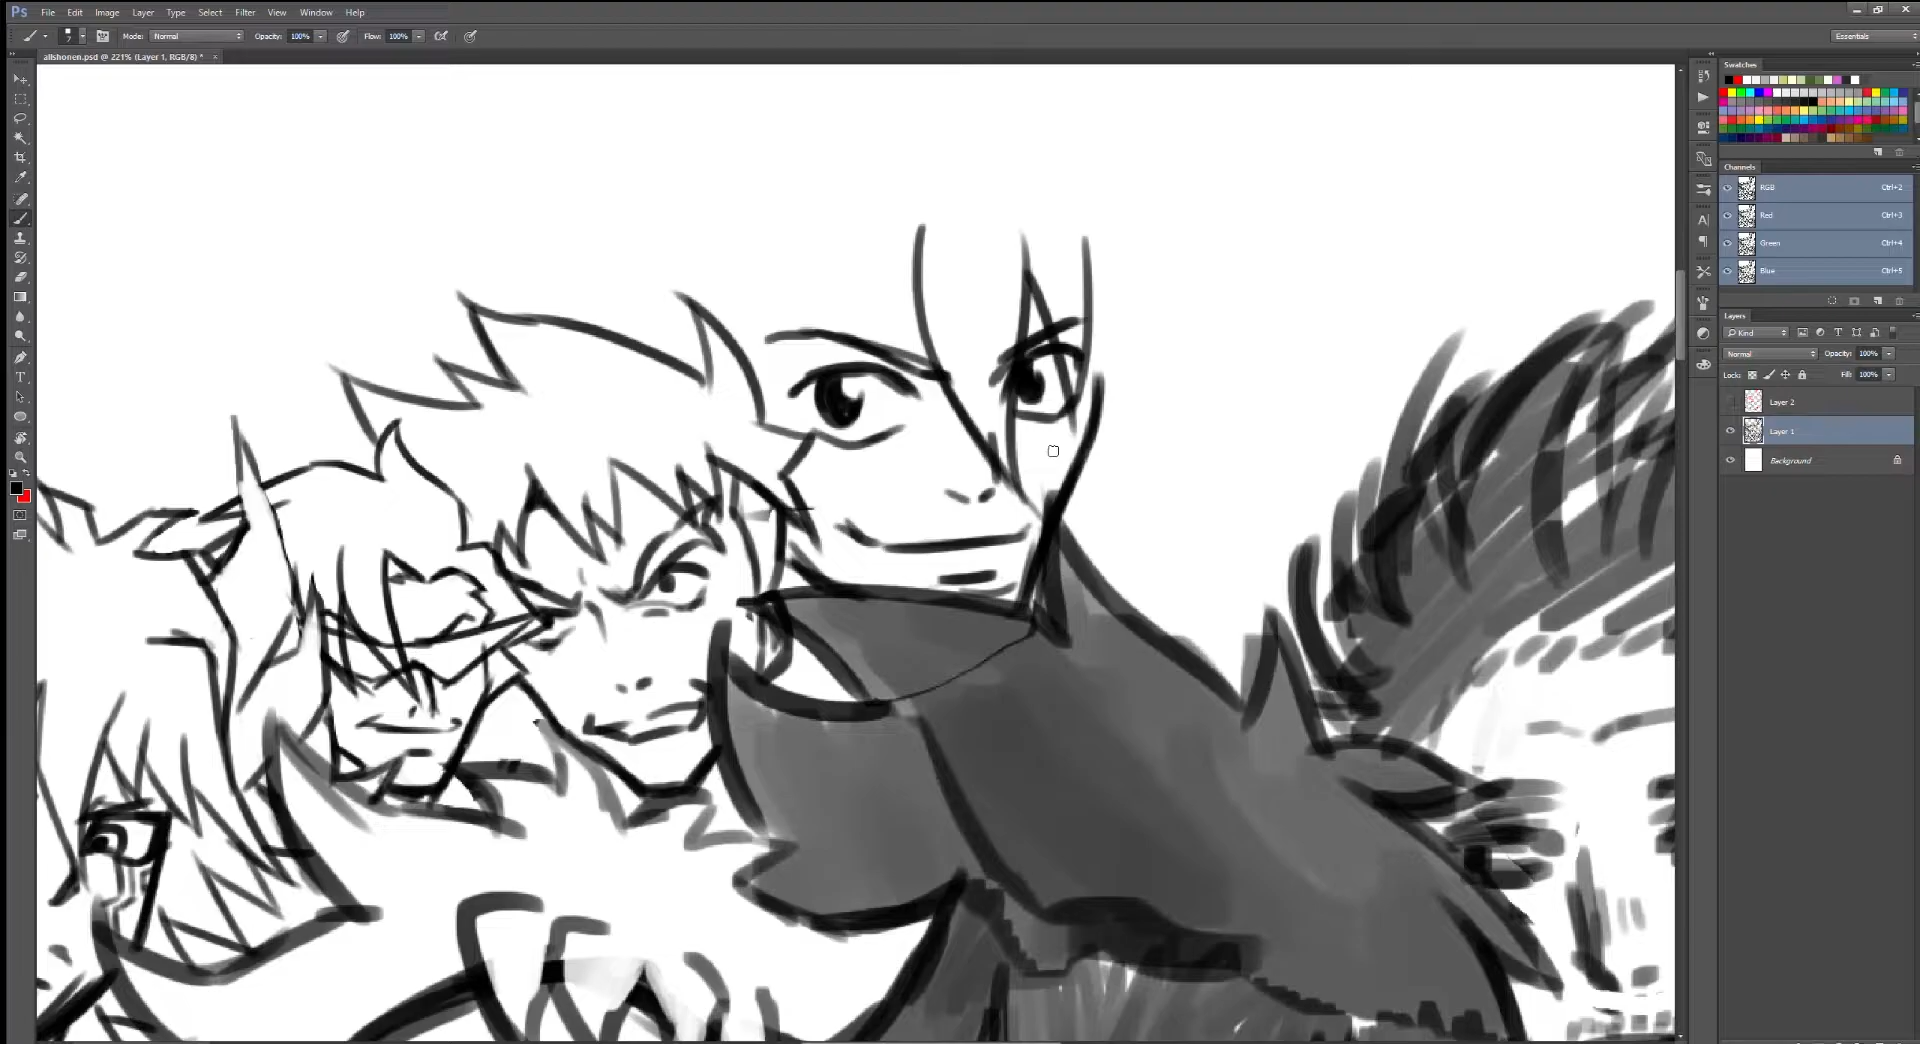 Ps File Edit Image Layer Type Select Filter View Window Help
7 Mode: Normal Opacity: 100% Flow: 100% Essentials
allshonen.psd @ 221% (Layer 1, RGB/8) * ×
Swatches
Channels
RGB Ctrl+2
Red Ctrl+3
Green Ctrl+4
Blue Ctrl+5
Layers
Kind
Normal Opacity: 100%
Lock: Fill: 100%
Layer 2
Layer 1
Background